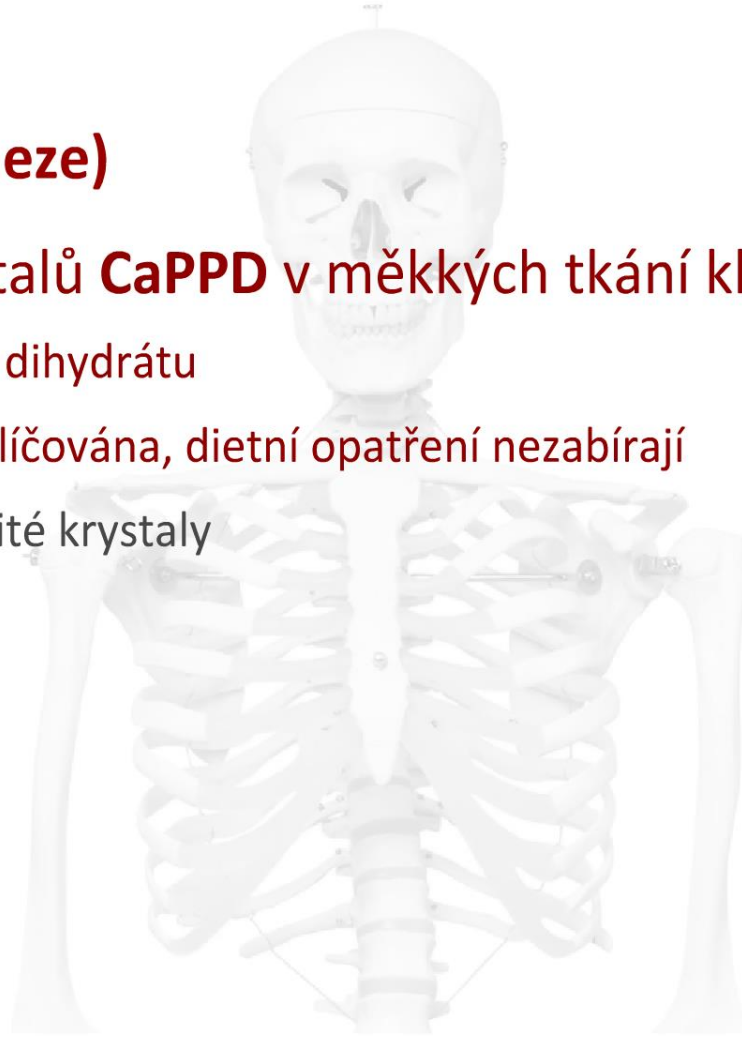 eze)
talů CaPPD v měkkých tkání kl
dihydrátu
líčována, dietní opatření nezabírají
ité krystaly